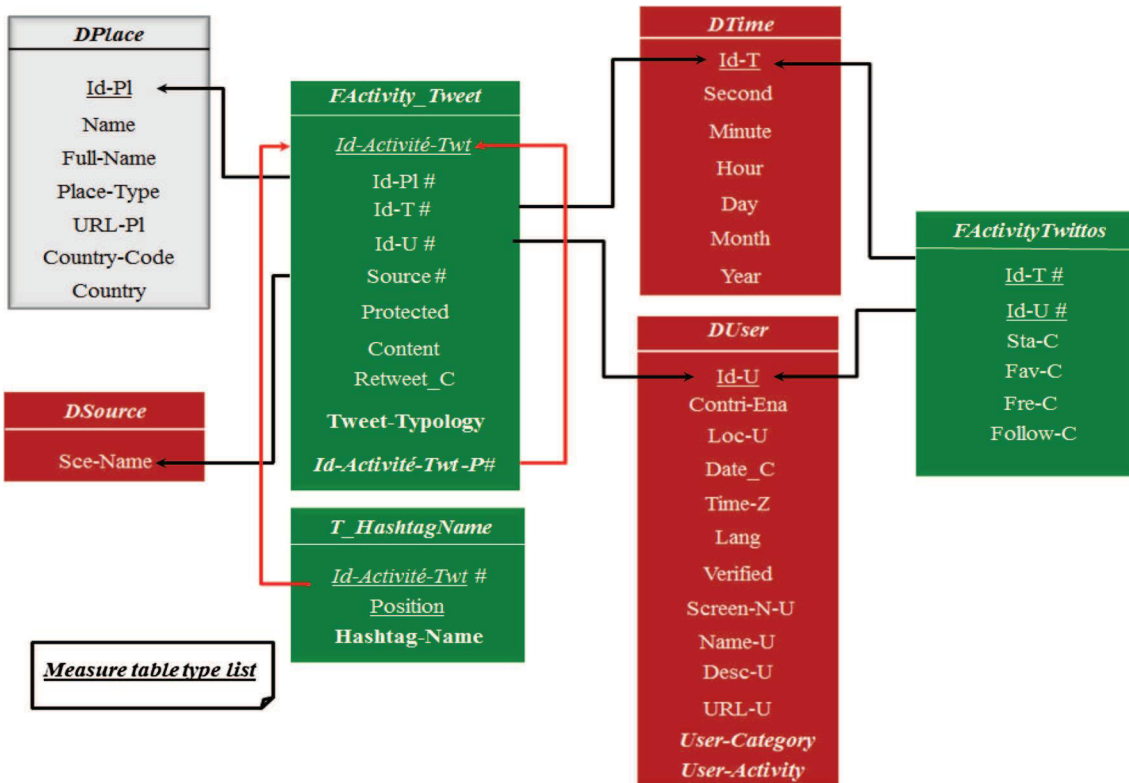 DPlace
Id-Pl
Name
Full-Name
Place-Type
URL-Pl
Country-Code
Country
DSource
Sce-Name
FActivity_Tweet
Id-Activité-Twt
Id-Pl #
Id-T #
Id-U #
Source #
Protected
Content
Retweet_C
Tweet-Typology
Id-Activité-Twt -P#
T_HashtagName
Id-Activité-Twt #
Position
Hashtag-Name
Measure table type list
DTime
Id-T
Second
Minute
Hour
Day
Month
Year
DUser
Id-U
Contri-Ena
Loc-U
Date_C
Time-Z
Lang
Verified
Screen-N-U
Name-U
Desc-U
URL-U
User-Category
User-Activity
FActivityTwittos
Id-T #
Id-U #
Sta-C
Fav-C
Fre-C
Follow-C